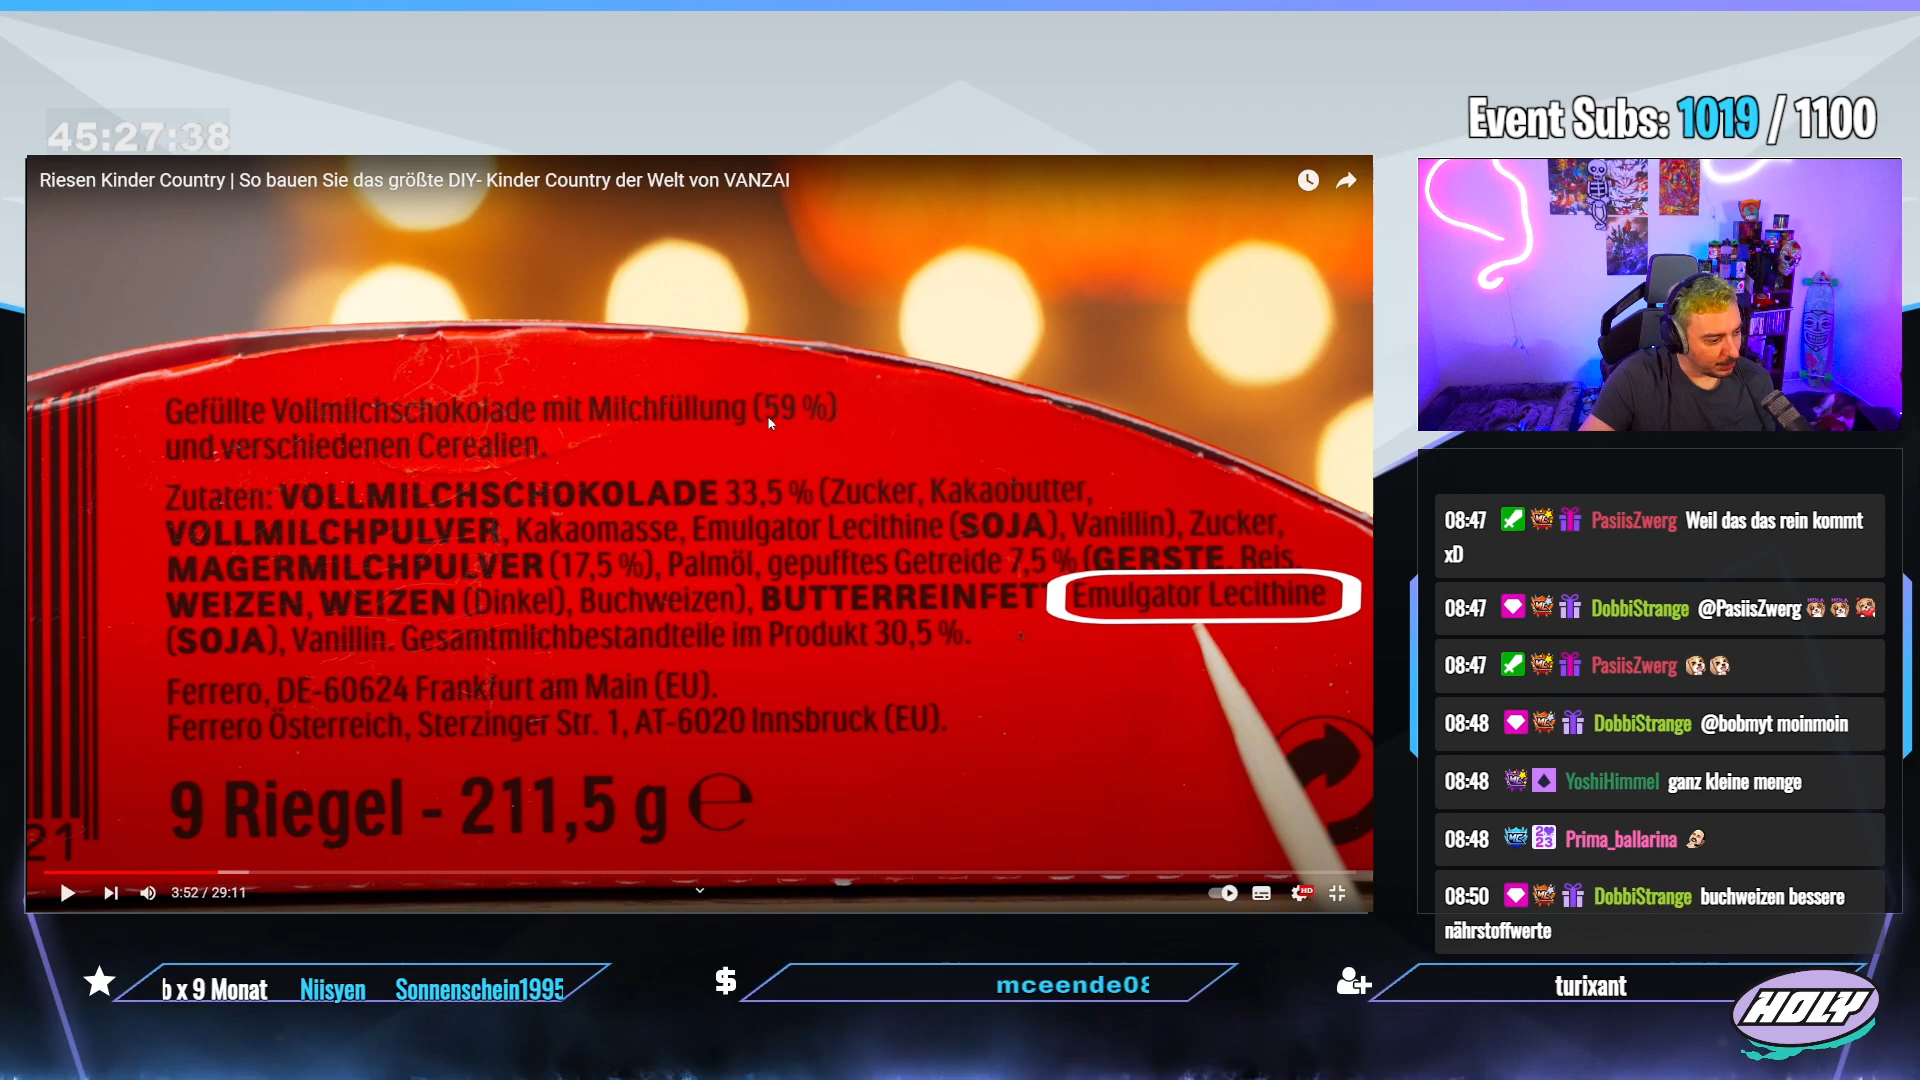 45:27:38
Event Subs: 1019 / 1100
Riesen Kinder Country | So bauen Sie das größte DIY- Kinder Country der Welt von VANZAI
Gefüllte Vollmilchschokolade mit Milchfüllung (59 %)
und verschiedenen Cerealien.
Zutaten: VOLLMILCHSCHOKOLADE 33,5 % (Zucker, Kakaobutter,
VOLLMILCHPULVER, Kakaomasse, Emulgator Lecithine (SOJA), Vanillin), Zucker,
MAGERMILCHPULVER (17,5 %), Palmöl, gepufftes Getreide 7,5 % (GERSTE, Reis,
WEIZEN, WEIZEN (Dinkel), Buchweizen), BUTTERREINFETT Emulgator Lecithine
(SOJA), Vanillin. Gesamtmilchbestandteile im Produkt 30,5 %.
Ferrero, DE-60624 Frankfurt am Main (EU).
Ferrero Österreich, Sterzinger Str. 1, AT-6020 Innsbruck (EU).
9 Riegel - 211,5 g e
21
3:52 / 29:11
HD
08:47 PasiisZwerg Weil das das rein kommt
xD
08:47 DobbiStrange @PasiisZwerg
08:47 PasiisZwerg
08:48 DobbiStrange @bobmyt moinmoin
08:48 YoshiHimmel ganz kleine menge
08:48 Prima_ballarina
08:50 DobbiStrange buchweizen bessere
nährstoffwerte
b x 9 Monat Niisyen Sonnenschein1995
$ mceende08
turixant
HOLY